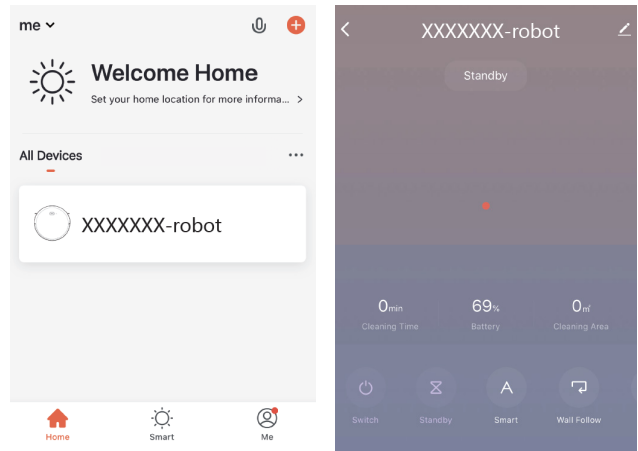 me
Welcome Home
Set your home location for more informa...
All Devices
XXXXXXX-robot
Home
Smart
Me
XXXXXXX-robot
Standby
0min
69%
0㎡
Cleaning Time
Battery
Cleaning Area
A
Switch
Standby
Smart
Wall Follow